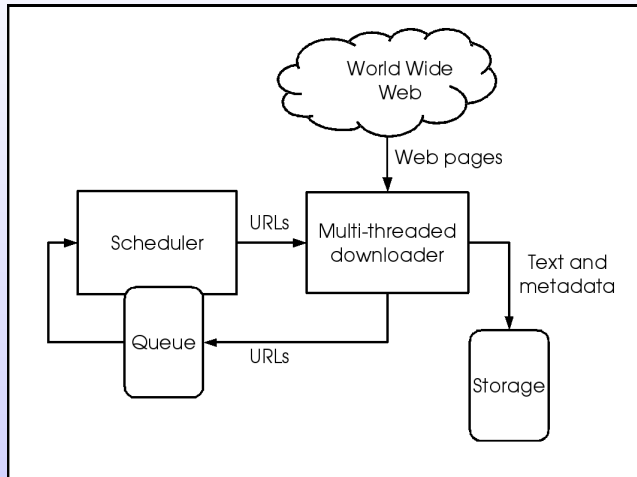 World Wide
Web
Web pages
Scheduler
URLs
Multi-threaded
downloader
Text and
metadata
Queue
URLs
Storage